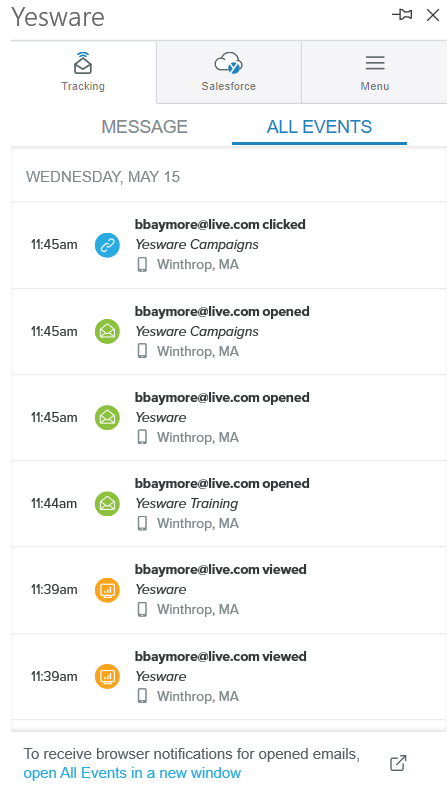 Yesware
Tracking
Salesforce
Menu
MESSAGE
ALL EVENTS
WEDNESDAY, MAY 15
11:45am
bbaymore@live.com clicked
Yesware Campaigns
Winthrop, MA
11:45am
bbaymore@live.com opened
Yesware Campaigns
Winthrop, MA
11:45am
bbaymore@live.com opened
Yesware
Winthrop, MA
11:44am
bbaymore@live.com opened
Yesware Training
Winthrop, MA
11:39am
bbaymore@live.com viewed
Yesware
Winthrop, MA
11:39am
bbaymore@live.com viewed
Yesware
Winthrop, MA
To receive browser notifications for opened emails,
open All Events in a new window